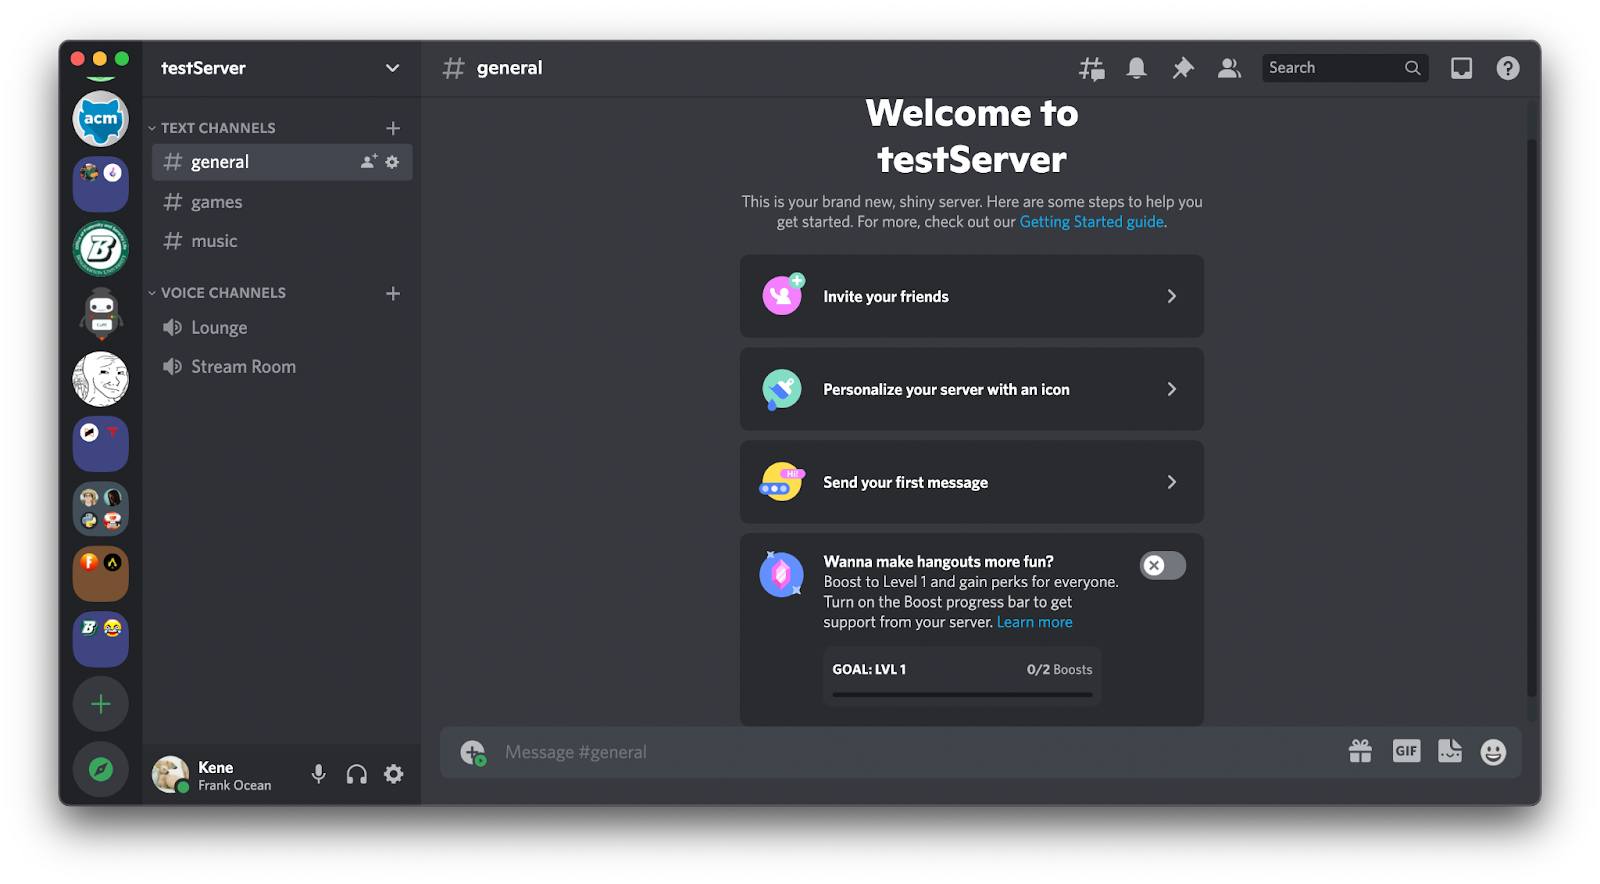 testServer
general
Search
acm
TEXT CHANNELS
general
games
music
VOICE CHANNELS
Lounge
Stream Room
Kene
Frank Ocean
Welcome to
testServer
This is your brand new, shiny server. Here are some steps to help you
get started. For more, check out our Getting Started guide.
Invite your friends
Personalize your server with an icon
Hi!
Send your first message
Wanna make hangouts more fun?
Boost to Level 1 and gain perks for everyone.
Turn on the Boost progress bar to get
support from your server. Learn more
GOAL: LVL 1
0/2 Boosts
Message #general
GIF